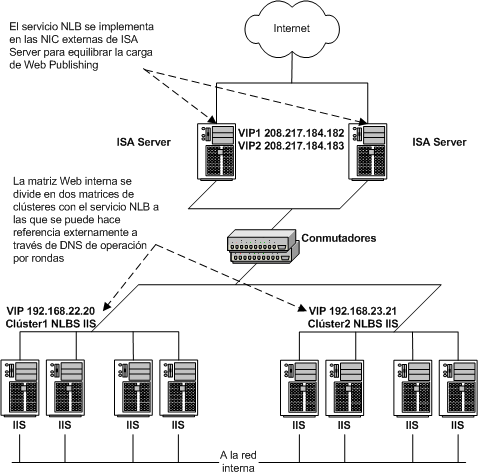 El servicio NLB se implementa
en las NIC externas de ISA
Server para equilibrar la carga
de Web Publishing
Internet
ISA Server
VIP1 208.217.184.182
VIP2 208.217.184.183
ISA Server
La matriz Web interna se
divide en dos matrices de
clústeres con el servicio NLB a
las que se puede hace
referencia externamente a
través de DNS de operación
por rondas
Conmutadores
VIP 192.168.22.20
Clúster1 NLBS IIS
VIP 192.168.23.21
Clúster2 NLBS IIS
IIS
IIS
IIS
IIS
IIS
IIS
IIS
IIS
A la red
interna